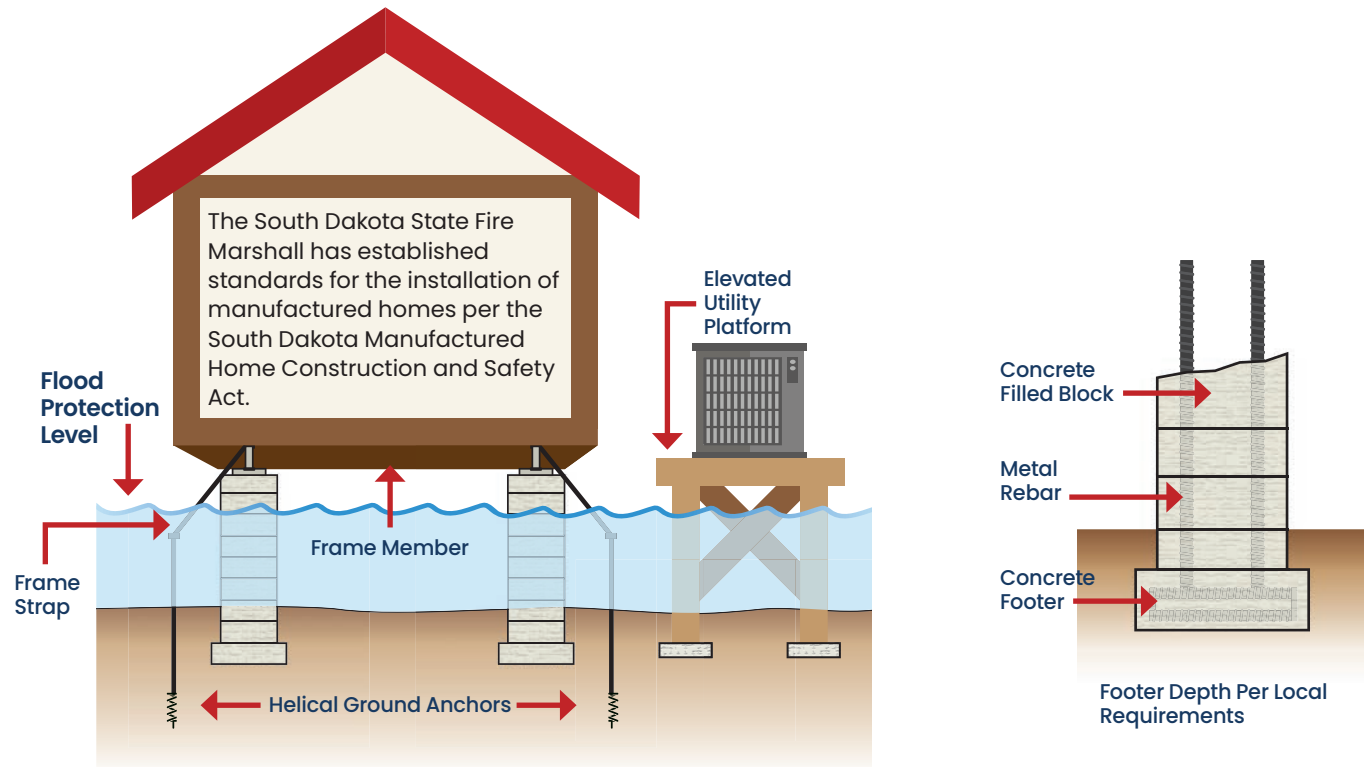 The South Dakota State Fire
Marshall has established
standards for the installation of
manufactured homes per the
South Dakota Manufactured
Home Construction and Safety
Act.
Elevated
Utility
Platform
Flood
Protection
Level
Frame Member
Frame
Strap
Helical Ground Anchors
Concrete
Filled Block
Metal
Rebar
Concrete
Footer
Footer Depth Per Local
Requirements